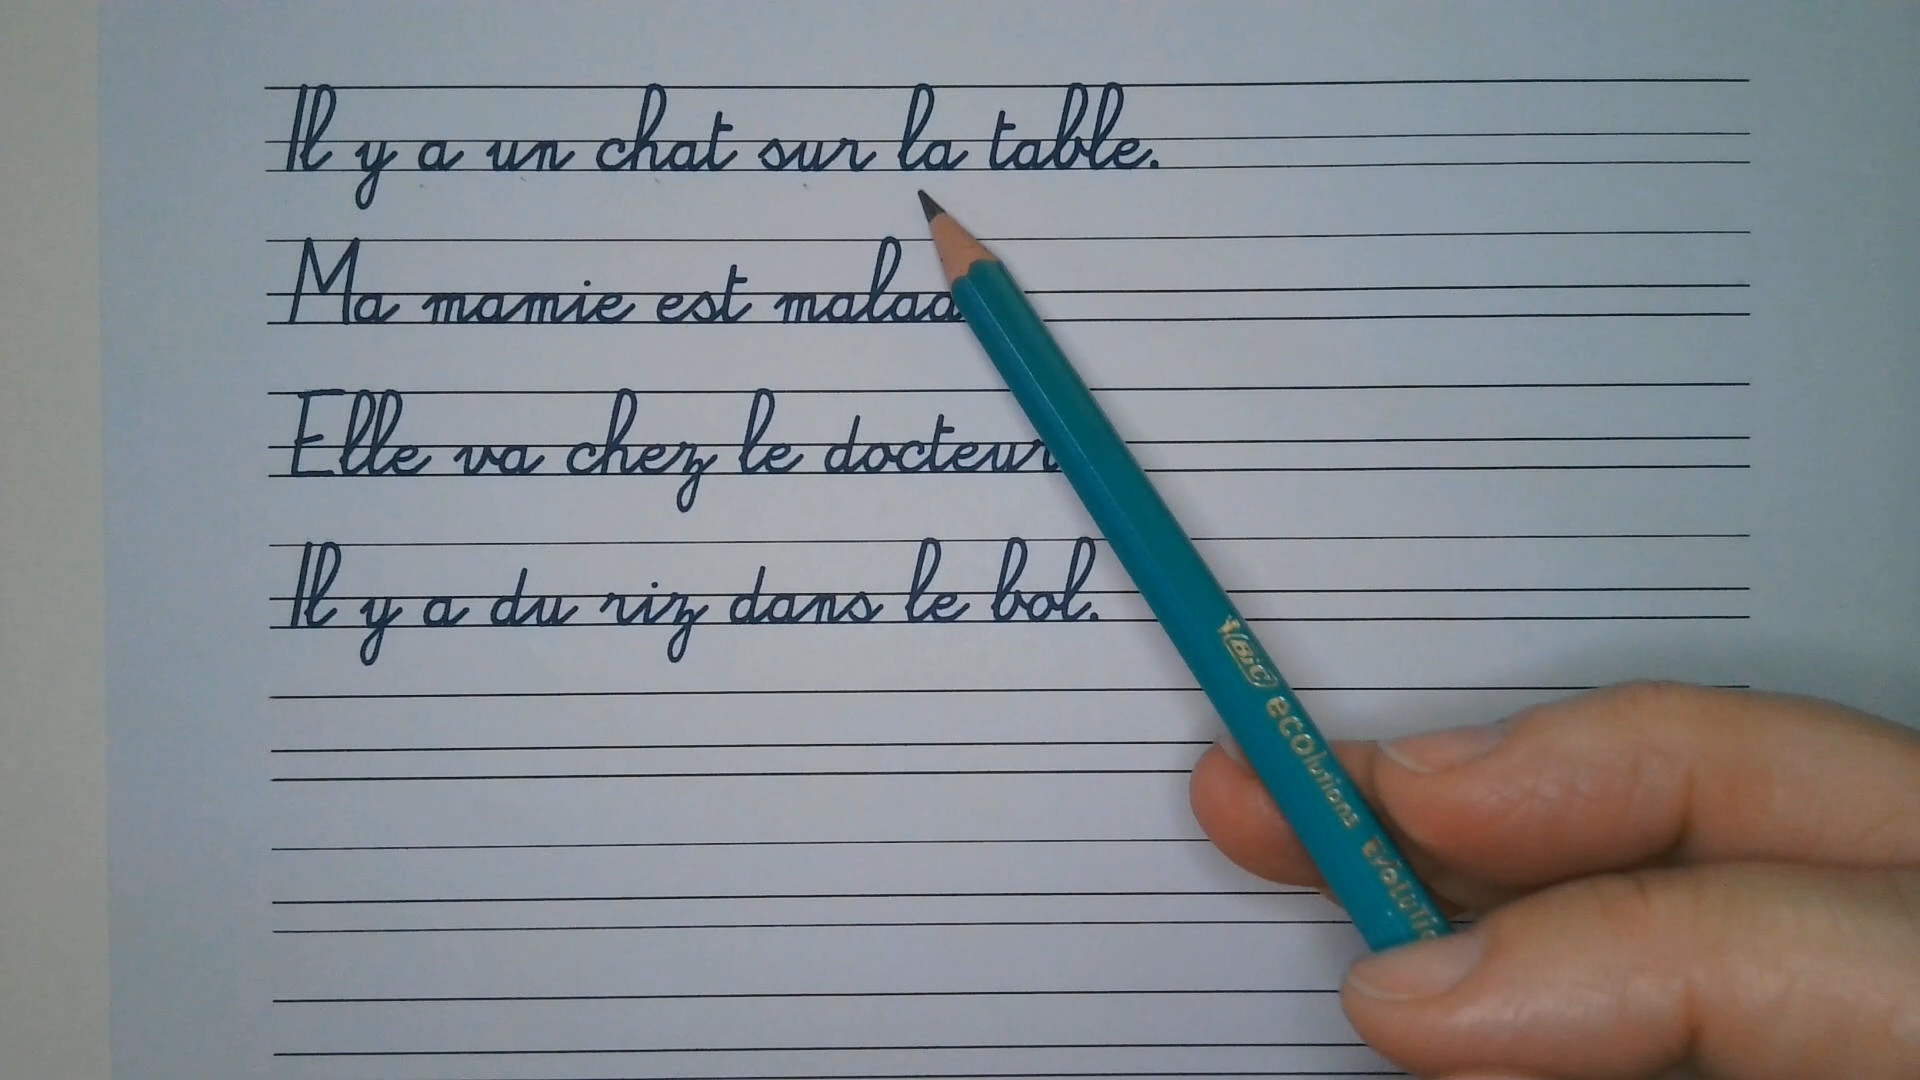 Il y a un chat sur la table.
Ma mamie est
Elle va chez le docteur
Il y a du riz dans le bol.
BIC ecolutions